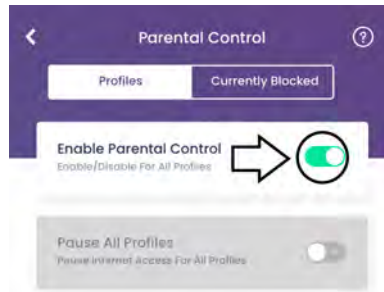 Parental Control
Profiles Currently Blocked
Enable Parental Control
Enable/Disable For All Profiles
Pause All Profiles
Pause Internet Access For All Profiles